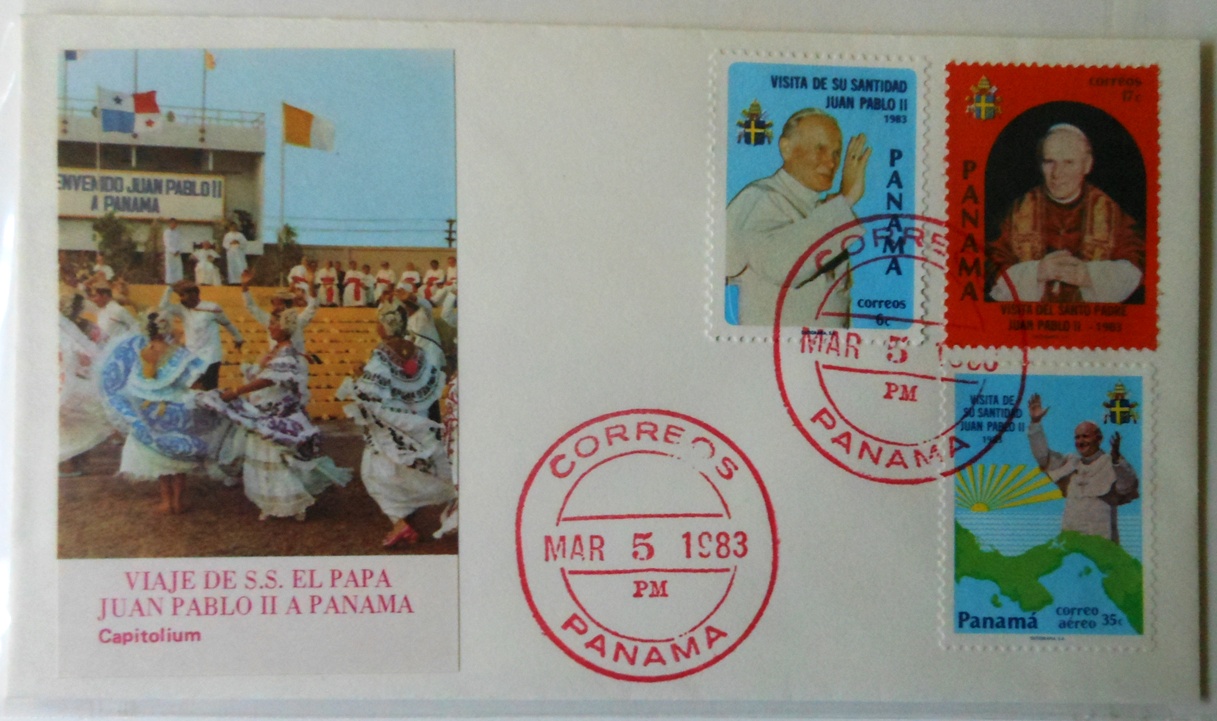 ENVENIDO JUAN PABLO II
A PANAMA
VIAJE DE S.S. EL PAPA
JUAN PABLO II A PANAMA
Capitolium
CORREOS
MAR 5 1983
PM
PANAMA
VISITA DE SU SANTIDAD
JUAN PABLO II
1983
PANAMA
correos
6c
correos
17c
PANAMA
VISITA DEL SANTO PADRE
JUAN PABLO II - 1983
CORREOS
MAR 5 1983
PM
PANAMA
VISITA DE
SU SANTIDAD
JUAN PABLO II
1983
Panamá
correo
aéreo 35c